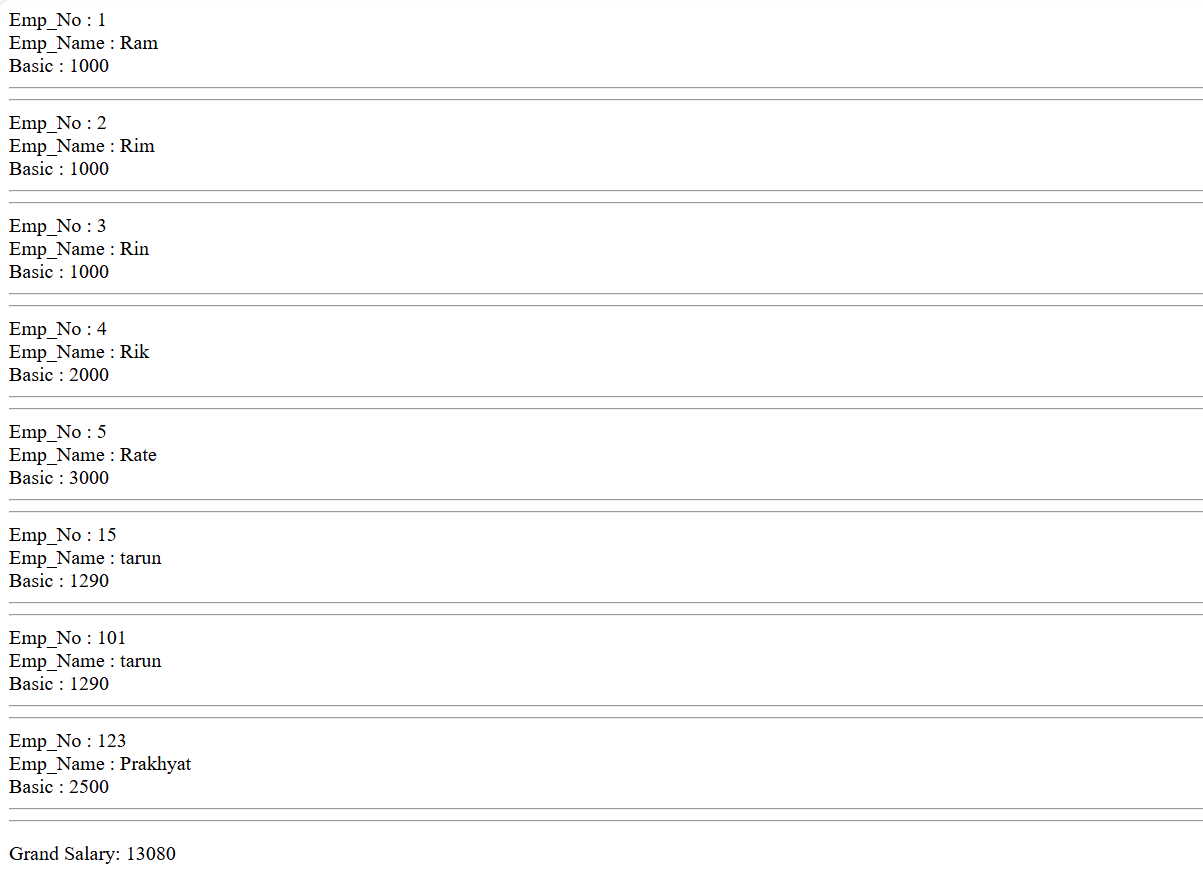 Emp_No : 1
Emp_Name : Ram
Basic : 1000
Emp_No : 2
Emp_Name : Rim
Basic : 1000
Emp_No : 3
Emp_Name : Rin
Basic : 1000
Emp_No : 4
Emp_Name : Rik
Basic : 2000
Emp_No : 5
Emp_Name : Rate
Basic : 3000
Emp_No : 15
Emp_Name : tarun
Basic : 1290
Emp_No : 101
Emp_Name : tarun
Basic : 1290
Emp_No : 123
Emp_Name : Prakhyat
Basic : 2500
Grand Salary: 13080